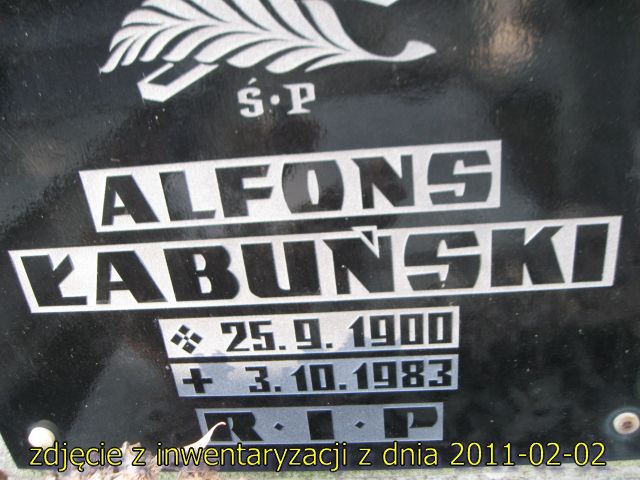 Ś·P
ALFONS
ŁABUŃSKI
25.9.1900
+ 3.10.1983
R·I·P
zdjęcie z inwentaryzacji z dnia 2011-02-02